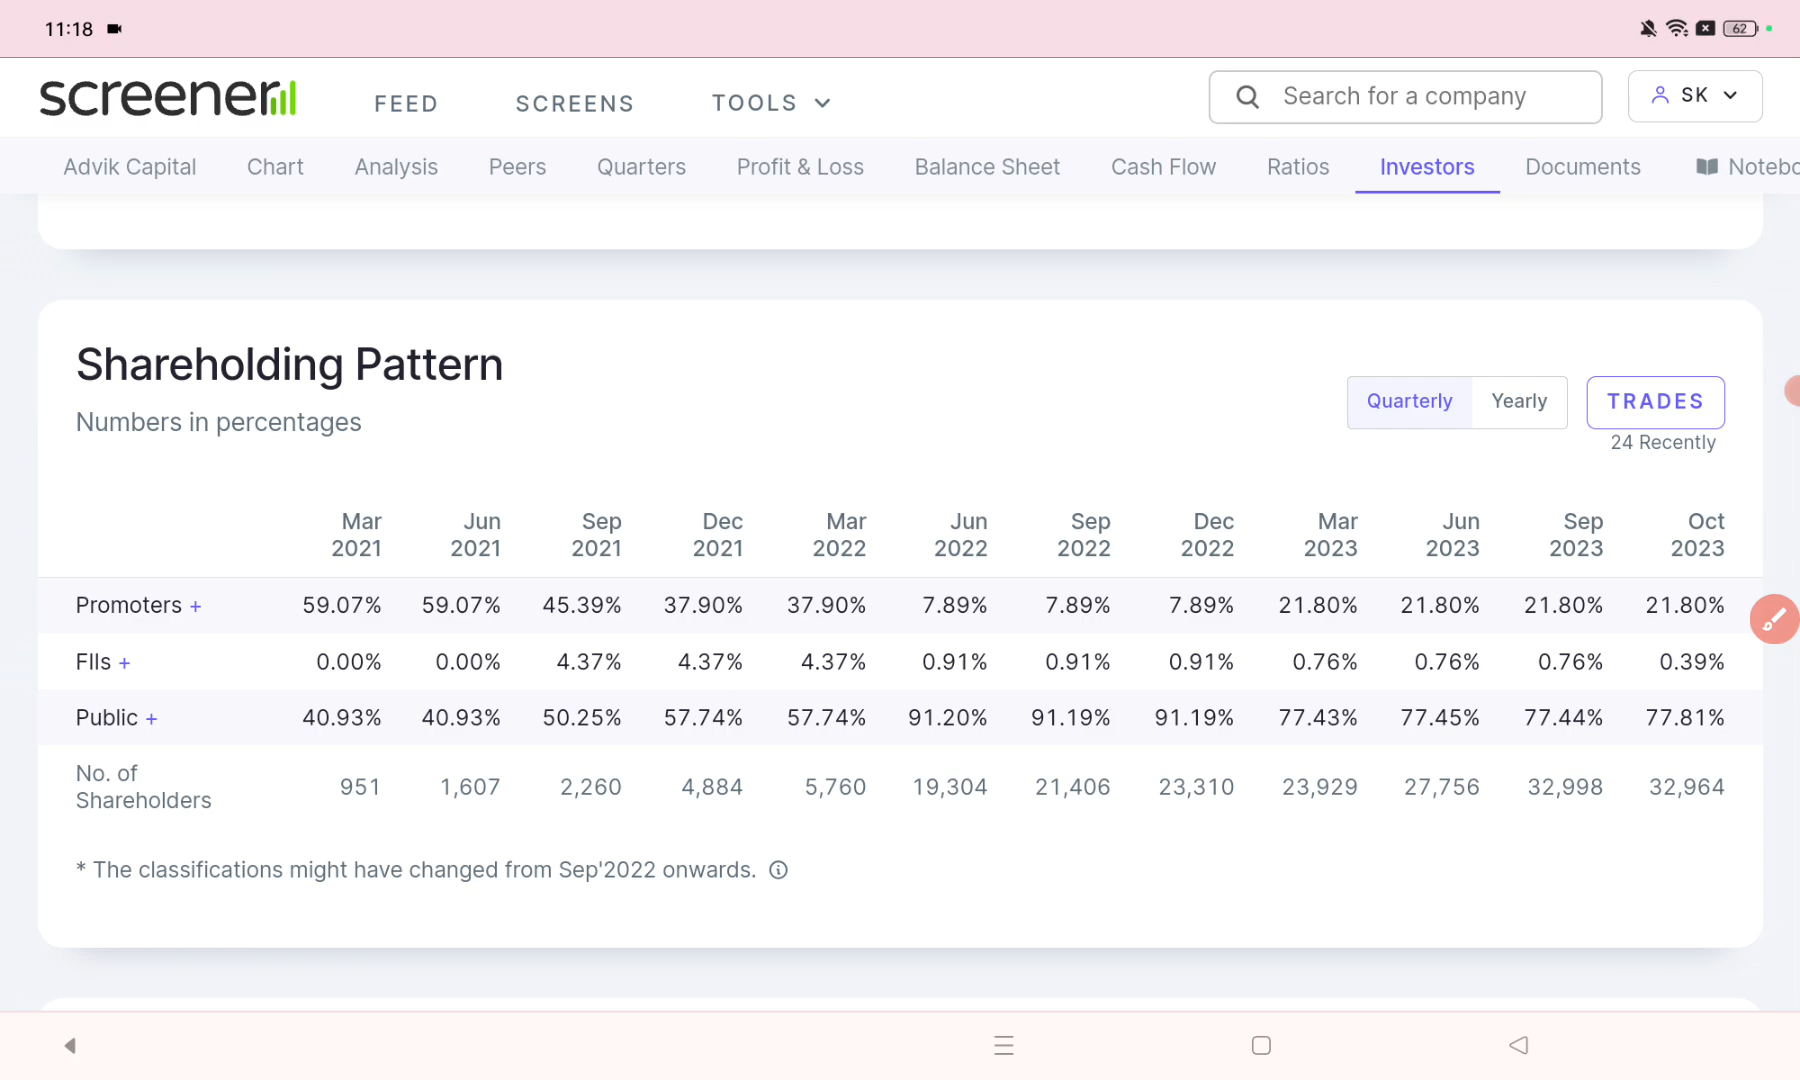 11:18
62
screener
FEED
SCREENS
TOOLS
Search for a company
SK
Advik Capital
Chart
Analysis
Peers
Quarters
Profit & Loss
Balance Sheet
Cash Flow
Ratios
Investors
Documents
Notebo
Shareholding Pattern
Numbers in percentages
Quarterly
Yearly
TRADES
24 Recently
Mar 2021 Jun 2021 Sep 2021 Dec 2021 Mar 2022 Jun 2022 Sep 2022 Dec 2022 Mar 2023 Jun 2023 Sep 2023 Oct 2023
Promoters + 59.07% 59.07% 45.39% 37.90% 37.90% 7.89% 7.89% 7.89% 21.80% 21.80% 21.80% 21.80%
FIIs + 0.00% 0.00% 4.37% 4.37% 4.37% 0.91% 0.91% 0.91% 0.76% 0.76% 0.76% 0.39%
Public + 40.93% 40.93% 50.25% 57.74% 57.74% 91.20% 91.19% 91.19% 77.43% 77.45% 77.44% 77.81%
No. of Shareholders 951 1,607 2,260 4,884 5,760 19,304 21,406 23,310 23,929 27,756 32,998 32,964
* The classifications might have changed from Sep'2022 onwards.